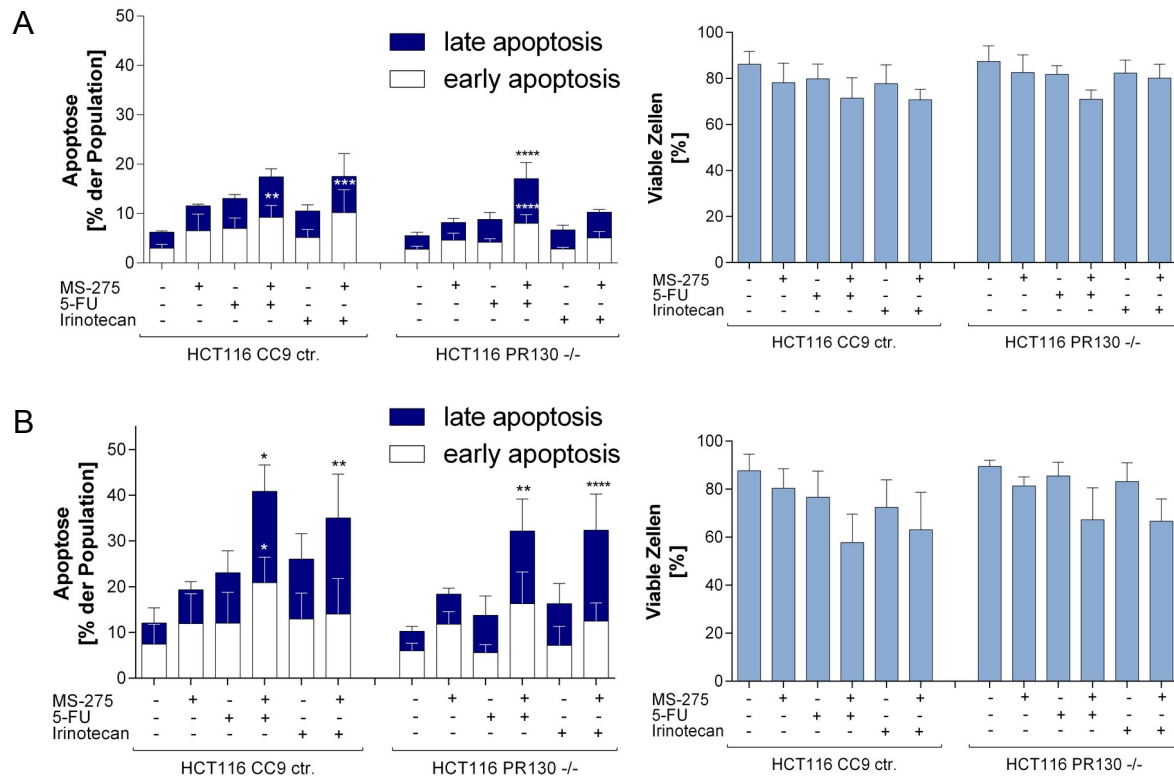 A
Apoptose
[% der Population]
50
40
30
20
10
0
late apoptosis
early apoptosis
**
***
****
****
MS-275 - + - + - + - + - + - +
5-FU - - + + - - - - + + - -
Irinotecan - - - - + + - - - - + +
HCT116 CC9 ctr. HCT116 PR130 -/-
Viable Zellen
[%]
100
80
60
40
20
0
MS-275 - + - + - + - + - + - +
5-FU - - + + - - - - + + - -
Irinotecan - - - - + + - - - - + +
HCT116 CC9 ctr. HCT116 PR130 -/-
B
Apoptose
[% der Population]
50
40
30
20
10
0
late apoptosis
early apoptosis
*
*
**
**
****
MS-275 - + - + - + - + - + - +
5-FU - - + + - - - - + + - -
Irinotecan - - - - + + - - - - + +
HCT116 CC9 ctr. HCT116 PR130 -/-
Viable Zellen
[%]
100
80
60
40
20
0
MS-275 - + - + - + - + - + - +
5-FU - - + + - - - - + + - -
Irinotecan - - - - + + - - - - + +
HCT116 CC9 ctr. HCT116 PR130 -/-